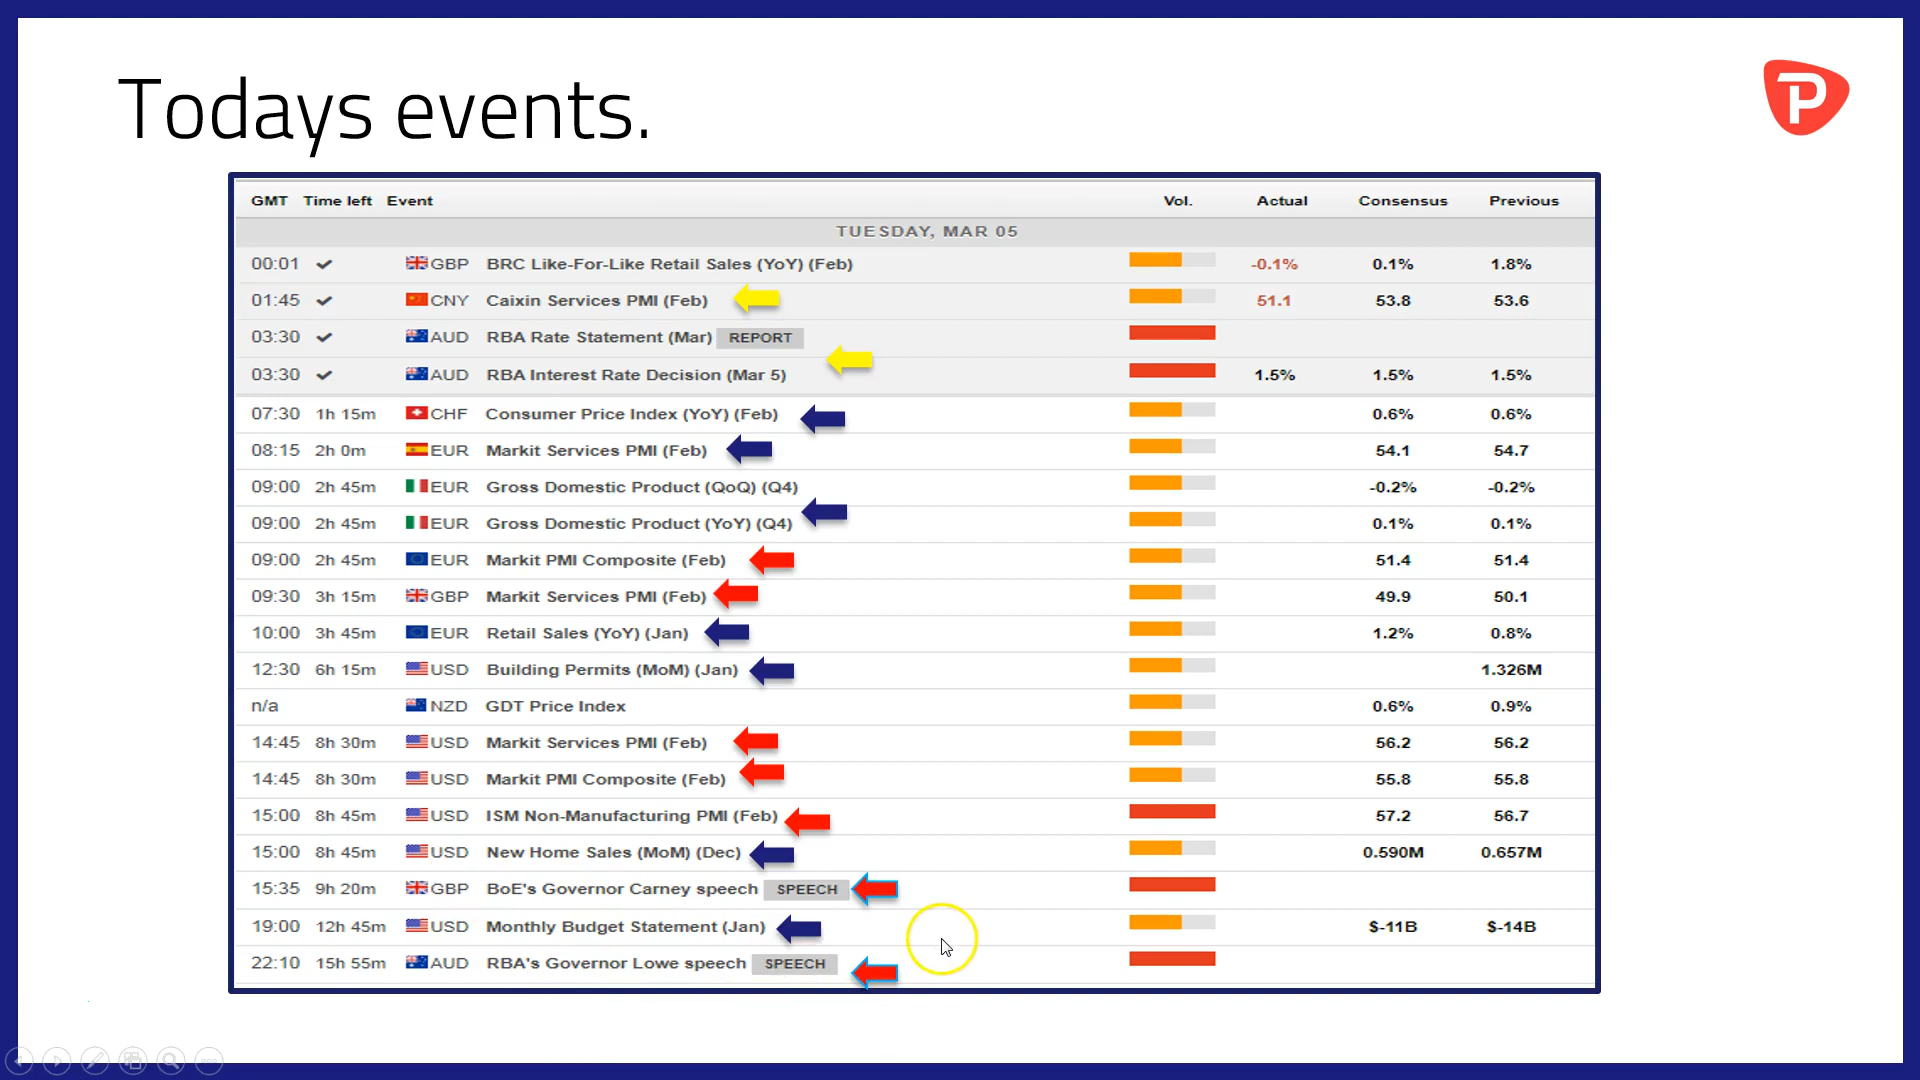 Todays events.
P
GMT Time left Event Vol. Actual Consensus Previous
TUESDAY, MAR 05
00:01 GBP BRC Like-For-Like Retail Sales (YoY) (Feb) -0.1% 0.1% 1.8%
01:45 CNY Caixin Services PMI (Feb) 51.1 53.8 53.6
03:30 AUD RBA Rate Statement (Mar) REPORT
03:30 AUD RBA Interest Rate Decision (Mar 5) 1.5% 1.5% 1.5%
07:30 1h 15m CHF Consumer Price Index (YoY) (Feb) 0.6% 0.6%
08:15 2h 0m EUR Markit Services PMI (Feb) 54.1 54.7
09:00 2h 45m EUR Gross Domestic Product (QoQ) (Q4) -0.2% -0.2%
09:00 2h 45m EUR Gross Domestic Product (YoY) (Q4) 0.1% 0.1%
09:00 2h 45m EUR Markit PMI Composite (Feb) 51.4 51.4
09:30 3h 15m GBP Markit Services PMI (Feb) 49.9 50.1
10:00 3h 45m EUR Retail Sales (YoY) (Jan) 1.2% 0.8%
12:30 6h 15m USD Building Permits (MoM) (Jan) 1.326M
n/a NZD GDT Price Index 0.6% 0.9%
14:45 8h 30m USD Markit Services PMI (Feb) 56.2 56.2
14:45 8h 30m USD Markit PMI Composite (Feb) 55.8 55.8
15:00 8h 45m USD ISM Non-Manufacturing PMI (Feb) 57.2 56.7
15:00 8h 45m USD New Home Sales (MoM) (Dec) 0.590M 0.657M
15:35 9h 20m GBP BoE's Governor Carney speech SPEECH
19:00 12h 45m USD Monthly Budget Statement (Jan) $-11B $-14B
22:10 15h 55m AUD RBA's Governor Lowe speech SPEECH